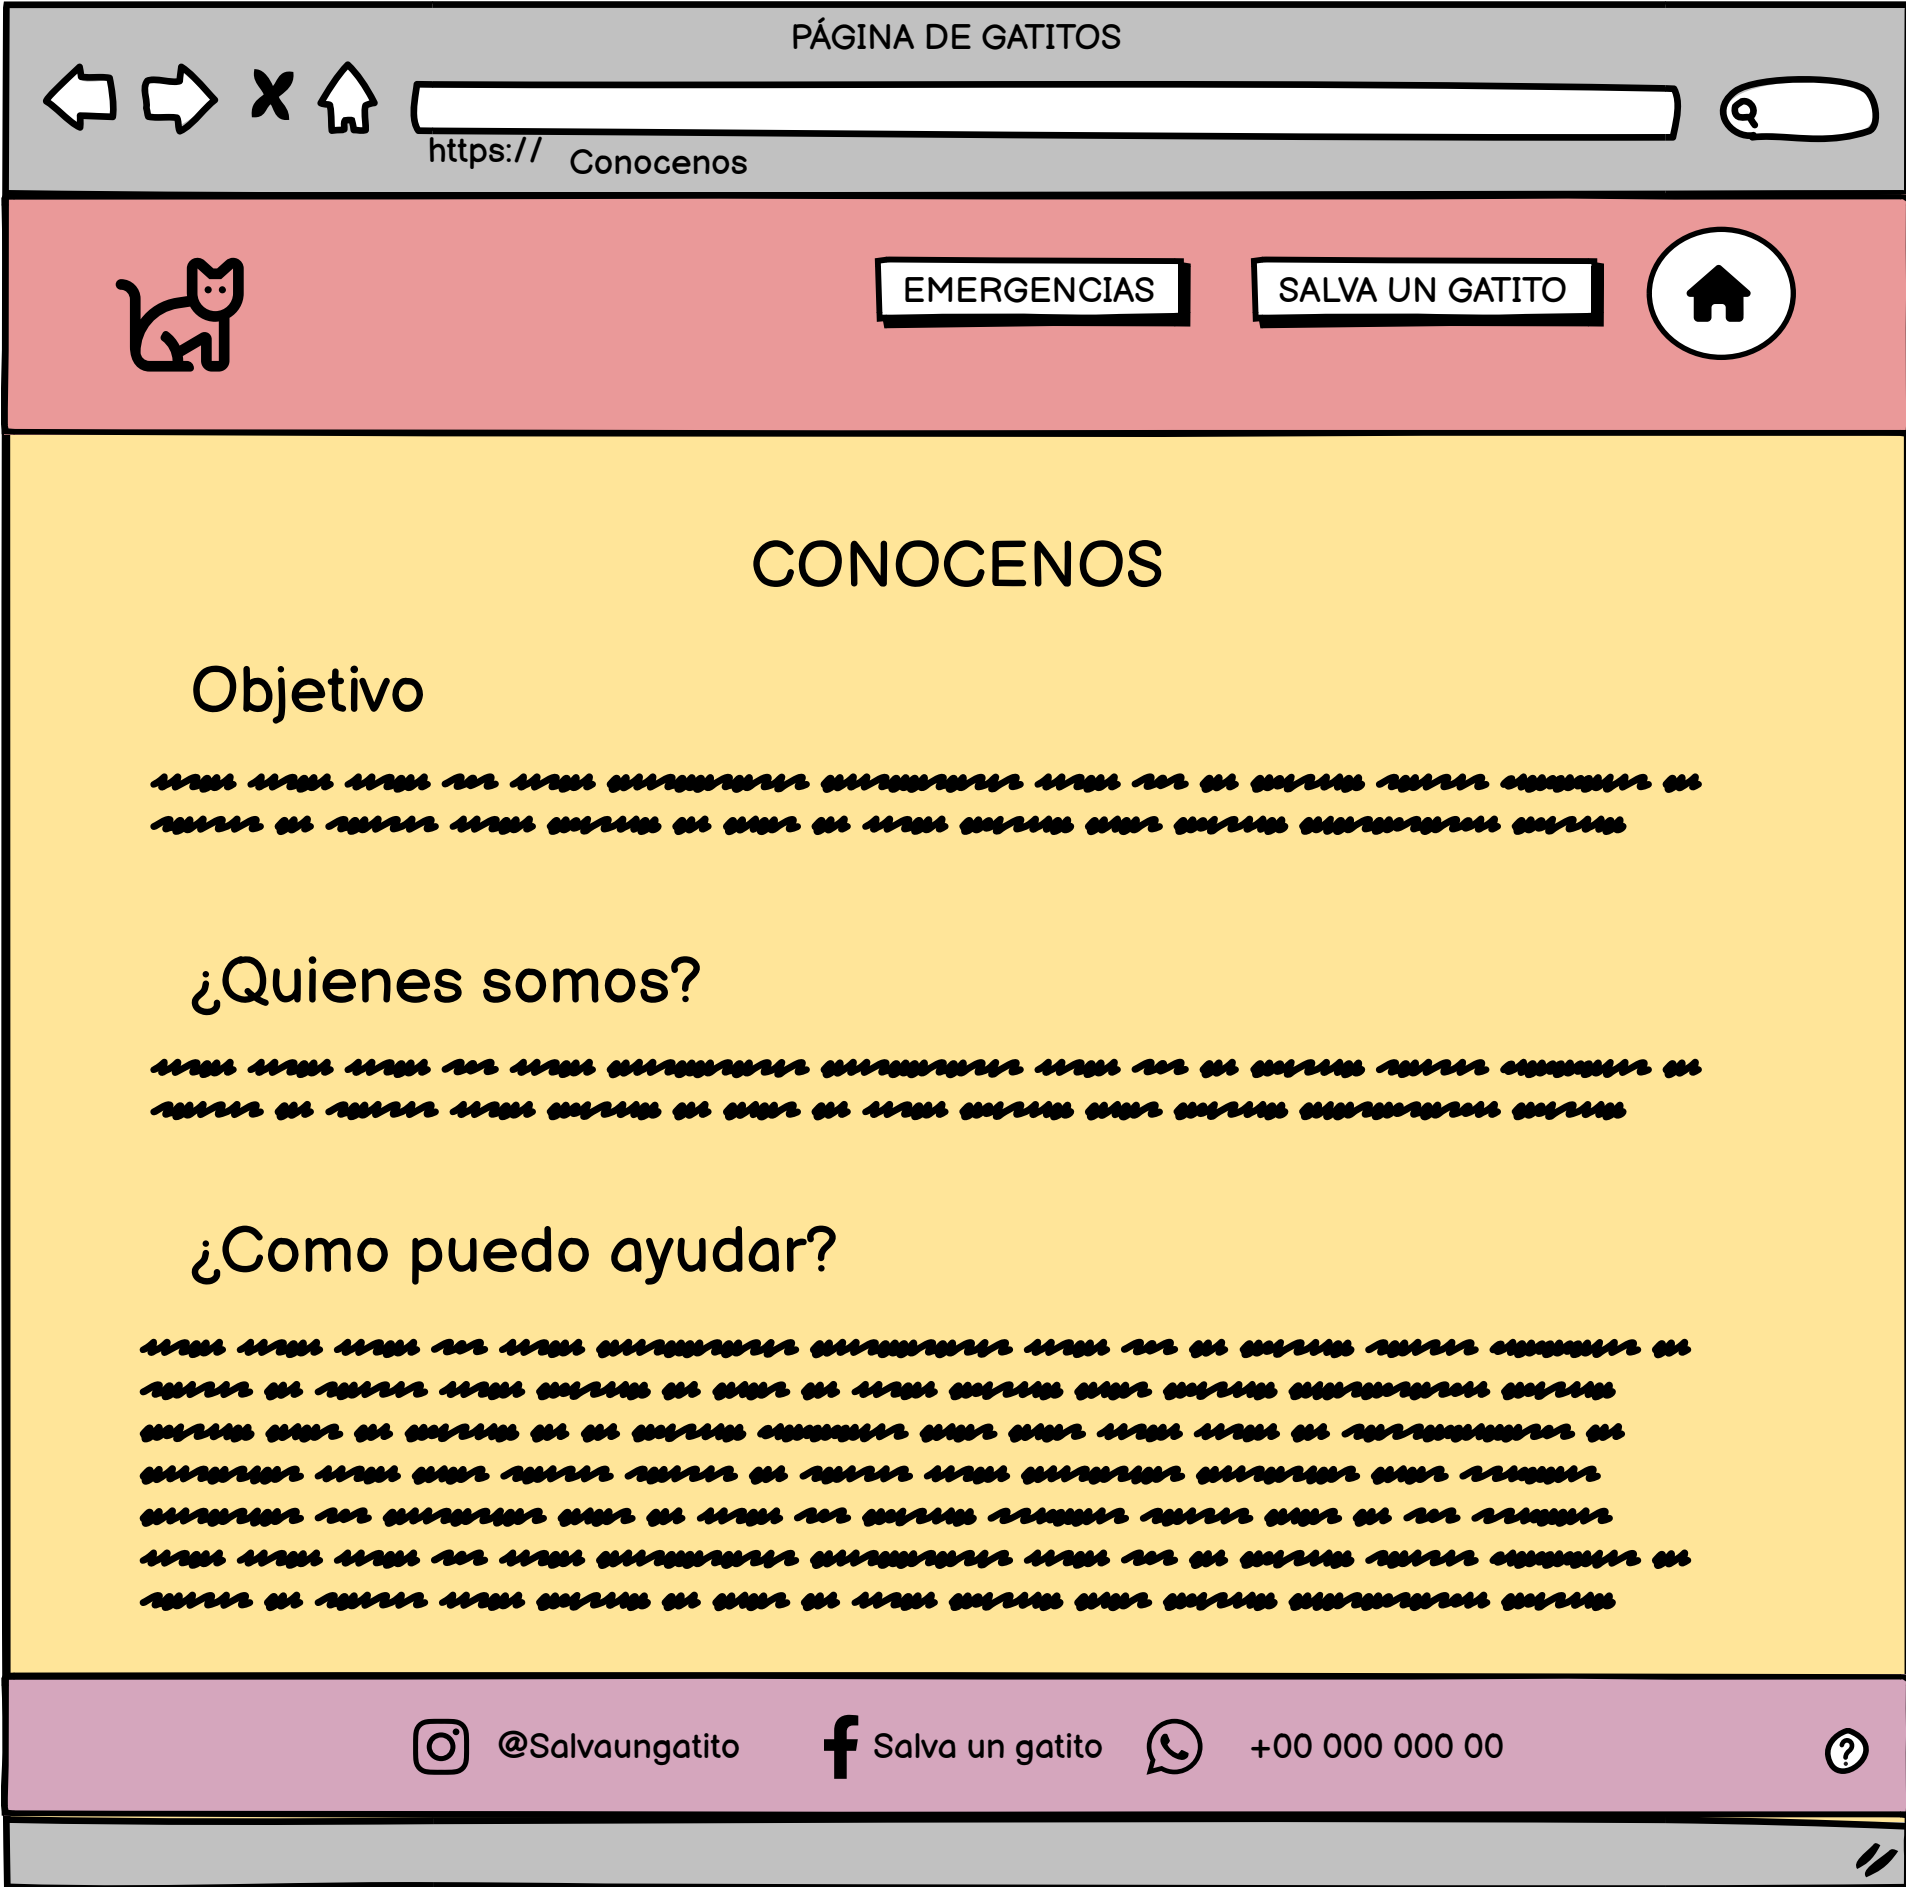 PÁGINA DE GATITOS
https:// Conocenos
EMERGENCIAS SALVA UN GATITO
CONOCENOS
Objetivo
¿Quienes somos?
¿Como puedo ayudar?
@Salvaungatito Salva un gatito +00 000 000 00 ?